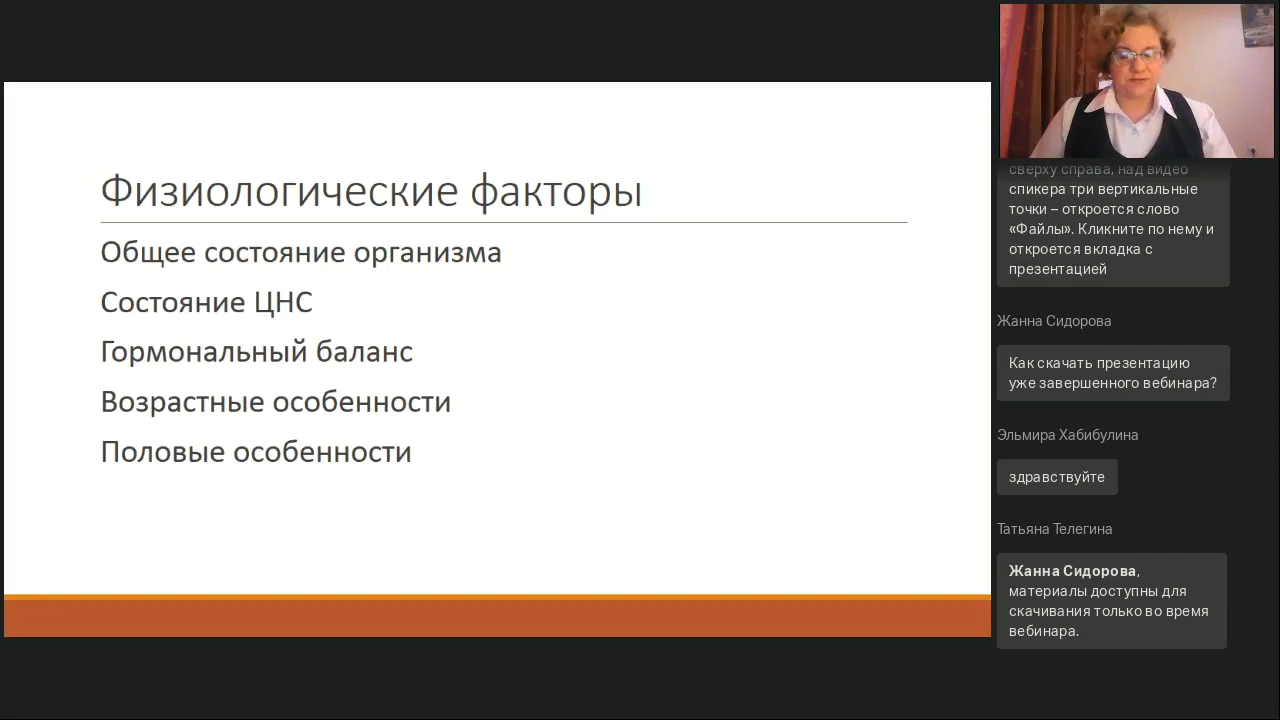 Физиологические факторы
Общее состояние организма
Состояние ЦНС
Гормональный баланс
Возрастные особенности
Половые особенности
сверху справа, над видео
спикера три вертикальные
точки – откроется слово
«Файлы». Кликните по нему и
откроется вкладка с
презентацией
Жанна Сидорова
Как скачать презентацию
уже завершенного вебинара?
Эльмира Хабибулина
здравствуйте
Татьяна Телегина
Жанна Сидорова,
материалы доступны для
скачивания только во время
вебинара.